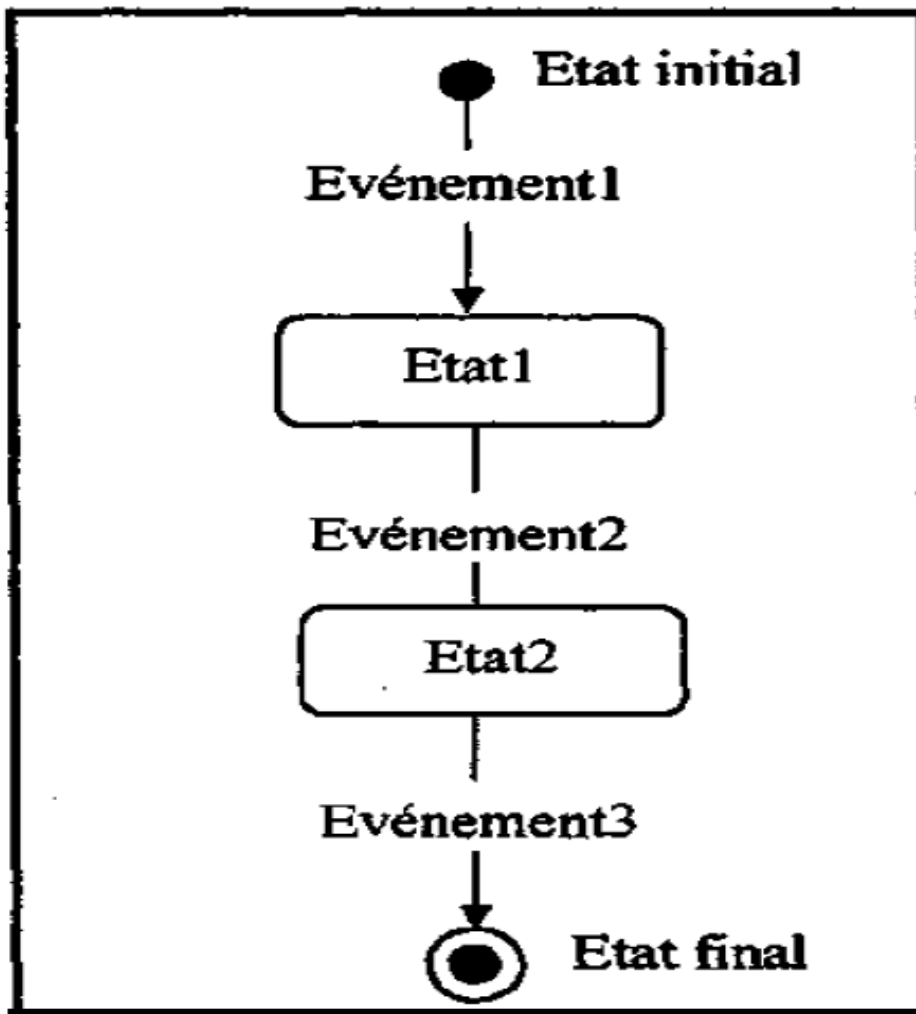 Etat initial
Evénement1
Etat1
Evénement2
Etat2
Evénement3
Etat final